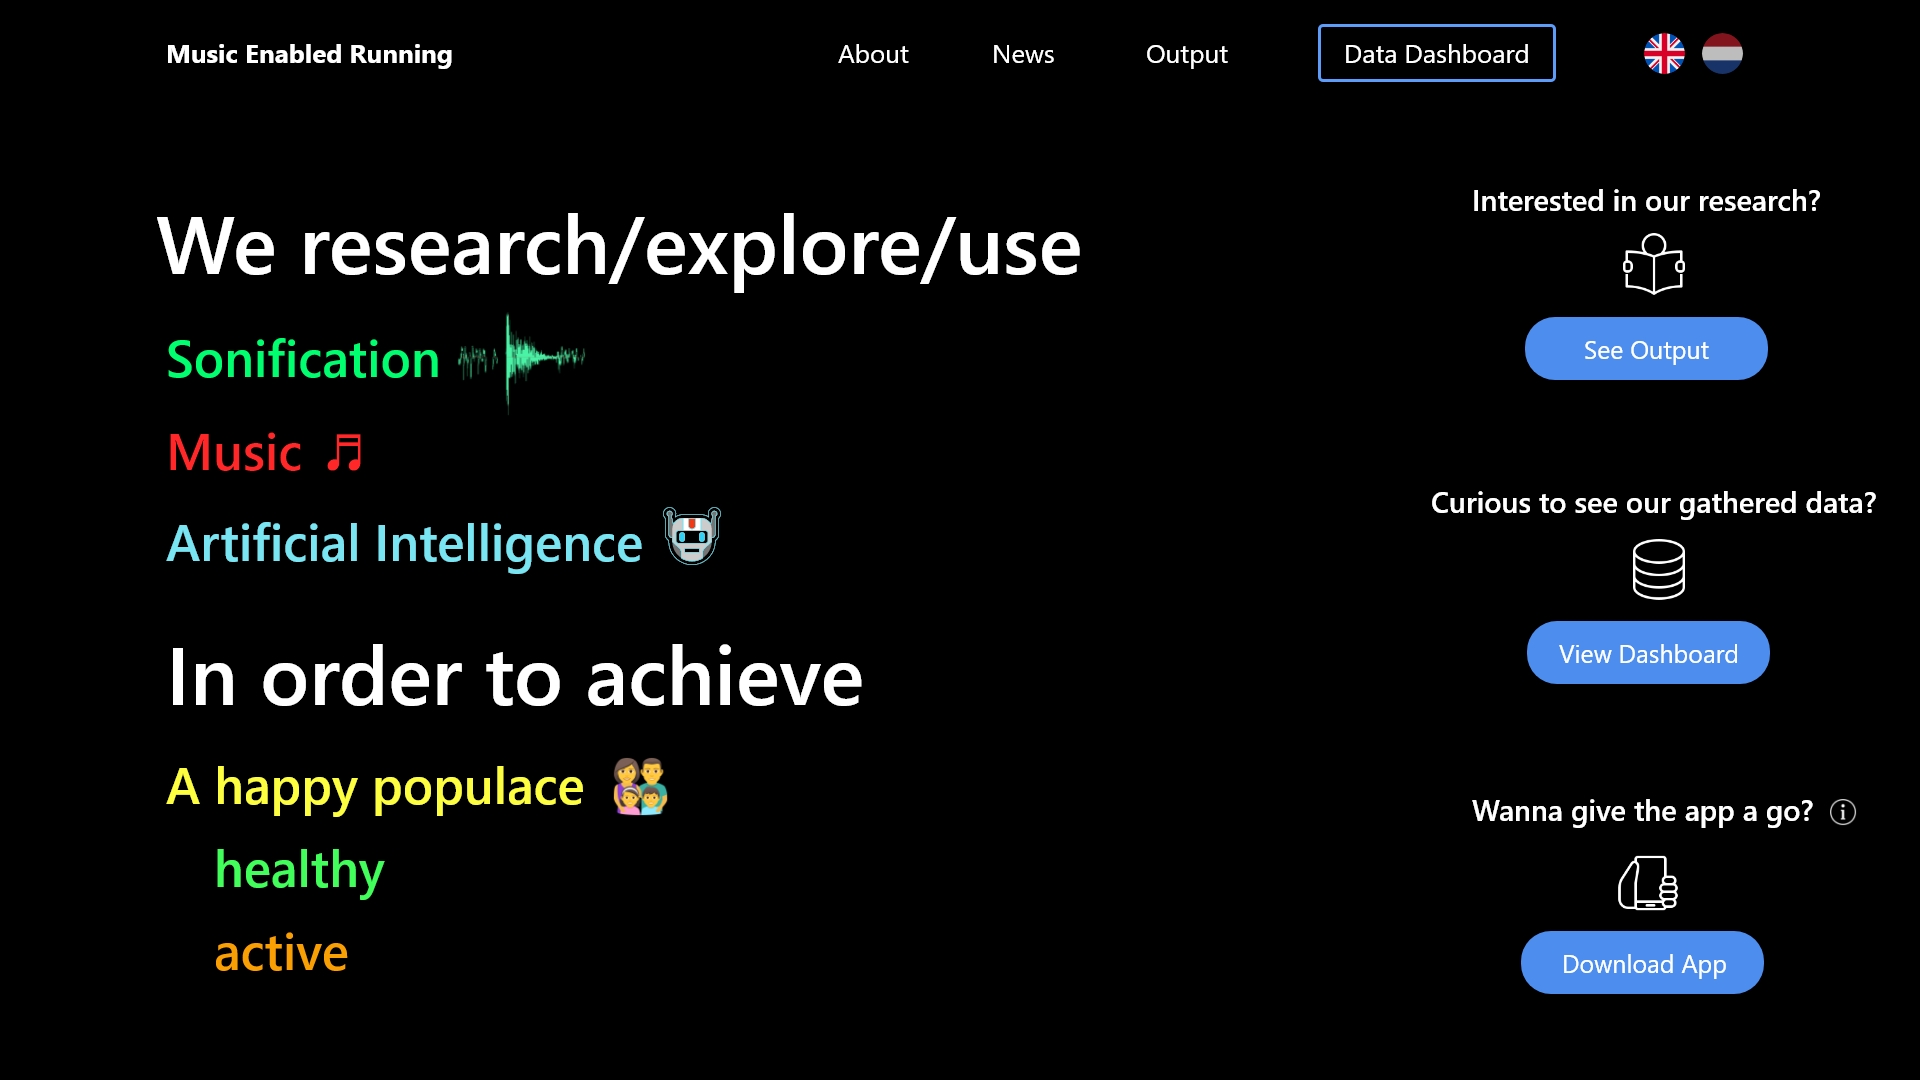 Music Enabled Running
About
News
Output
Data Dashboard
We research/explore/use
Sonification
Music
Artificial Intelligence
In order to achieve
A happy populace
healthy
active
Interested in our research?
See Output
Curious to see our gathered data?
View Dashboard
Wanna give the app a go?
Download App